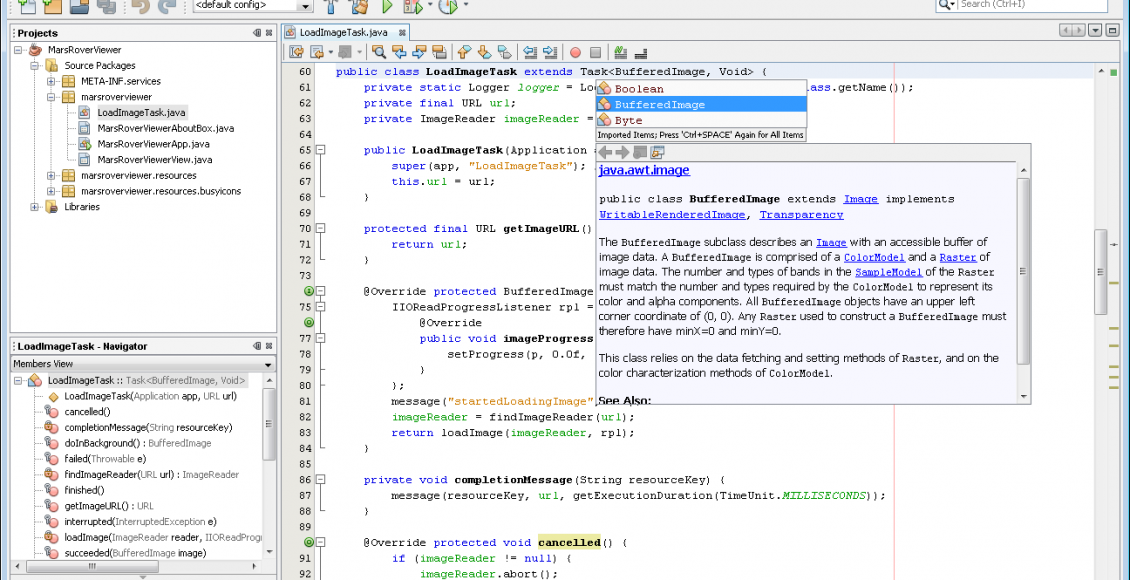 <default config>
Search (Ctrl+I)
Projects
MarsRoverViewer
Source Packages
META-INF.services
marsroverviewer
LoadImageTask.java
MarsRoverViewerAboutBox.java
MarsRoverViewerApp.java
MarsRoverViewerView.java
marsroverviewer.resources
marsroverviewer.resources.busyicons
Libraries
LoadImageTask - Navigator
Members View
LoadImageTask :: Task<BufferedImage, Void>
LoadImageTask(Application app, URL url)
cancelled()
completionMessage(String resourceKey)
doInBackground() : BufferedImage
failed(Throwable e)
findImageReader(URL url) : ImageReader
finished()
getImageURL() : URL
interrupted(InterruptedException e)
loadImage(ImageReader reader, IIOReadProg
succeeded(BufferedImage image)
LoadImageTask.java
60 public class LoadImageTask extends Task<BufferedImage, Void> {
61 private static Logger logger = Lo class.getName());
62 private final URL url;
63 private ImageReader imageReader =
64
65 public LoadImageTask(Application
66 super(app, "LoadImageTask");
67 this.url = url;
68 }
69
70 protected final URL getImageURL()
71 return url;
72 }
73
@Override protected BufferedImage
75 IIOReadProgressListener rpl =
@Override
77 public void imageProgress
78 setProgress(p, 0.0f,
79 }
80 };
81 message("startedLoadingImage"
82 imageReader = findImageReader(url);
83 return loadImage(imageReader, rpl);
84 }
85
86 private void completionMessage(String resourceKey) {
87 message(resourceKey, url, getExecutionDuration(TimeUnit.MILLISECONDS));
88 }
89
@Override protected void cancelled() {
91 if (imageReader != null) {
92 imageReader.abort();
Boolean
BufferedImage
Byte
Imported Items; Press 'Ctrl+SPACE' Again for All Items
java.awt.image
public class BufferedImage extends Image implements
WritableRenderedImage, Transparency
The BufferedImage subclass describes an Image with an accessible buffer of
image data. A BufferedImage is comprised of a ColorModel and a Raster of
image data. The number and types of bands in the SampleModel of the Raster
must match the number and types required by the ColorModel to represent its
color and alpha components. All BufferedImage objects have an upper left
corner coordinate of (0, 0). Any Raster used to construct a BufferedImage must
therefore have minX=0 and minY=0.
This class relies on the data fetching and setting methods of Raster, and on the
color characterization methods of ColorModel.
See Also: